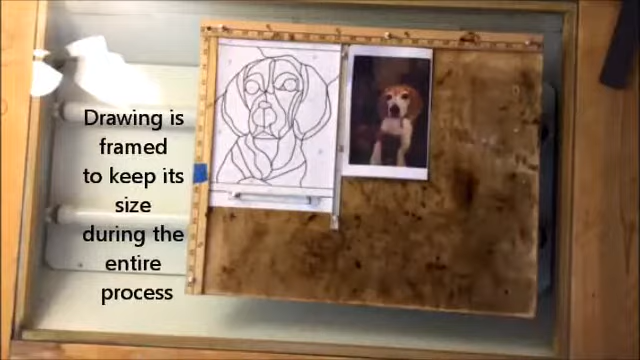 Drawing is
framed
to keep its
size
during the
entire
process